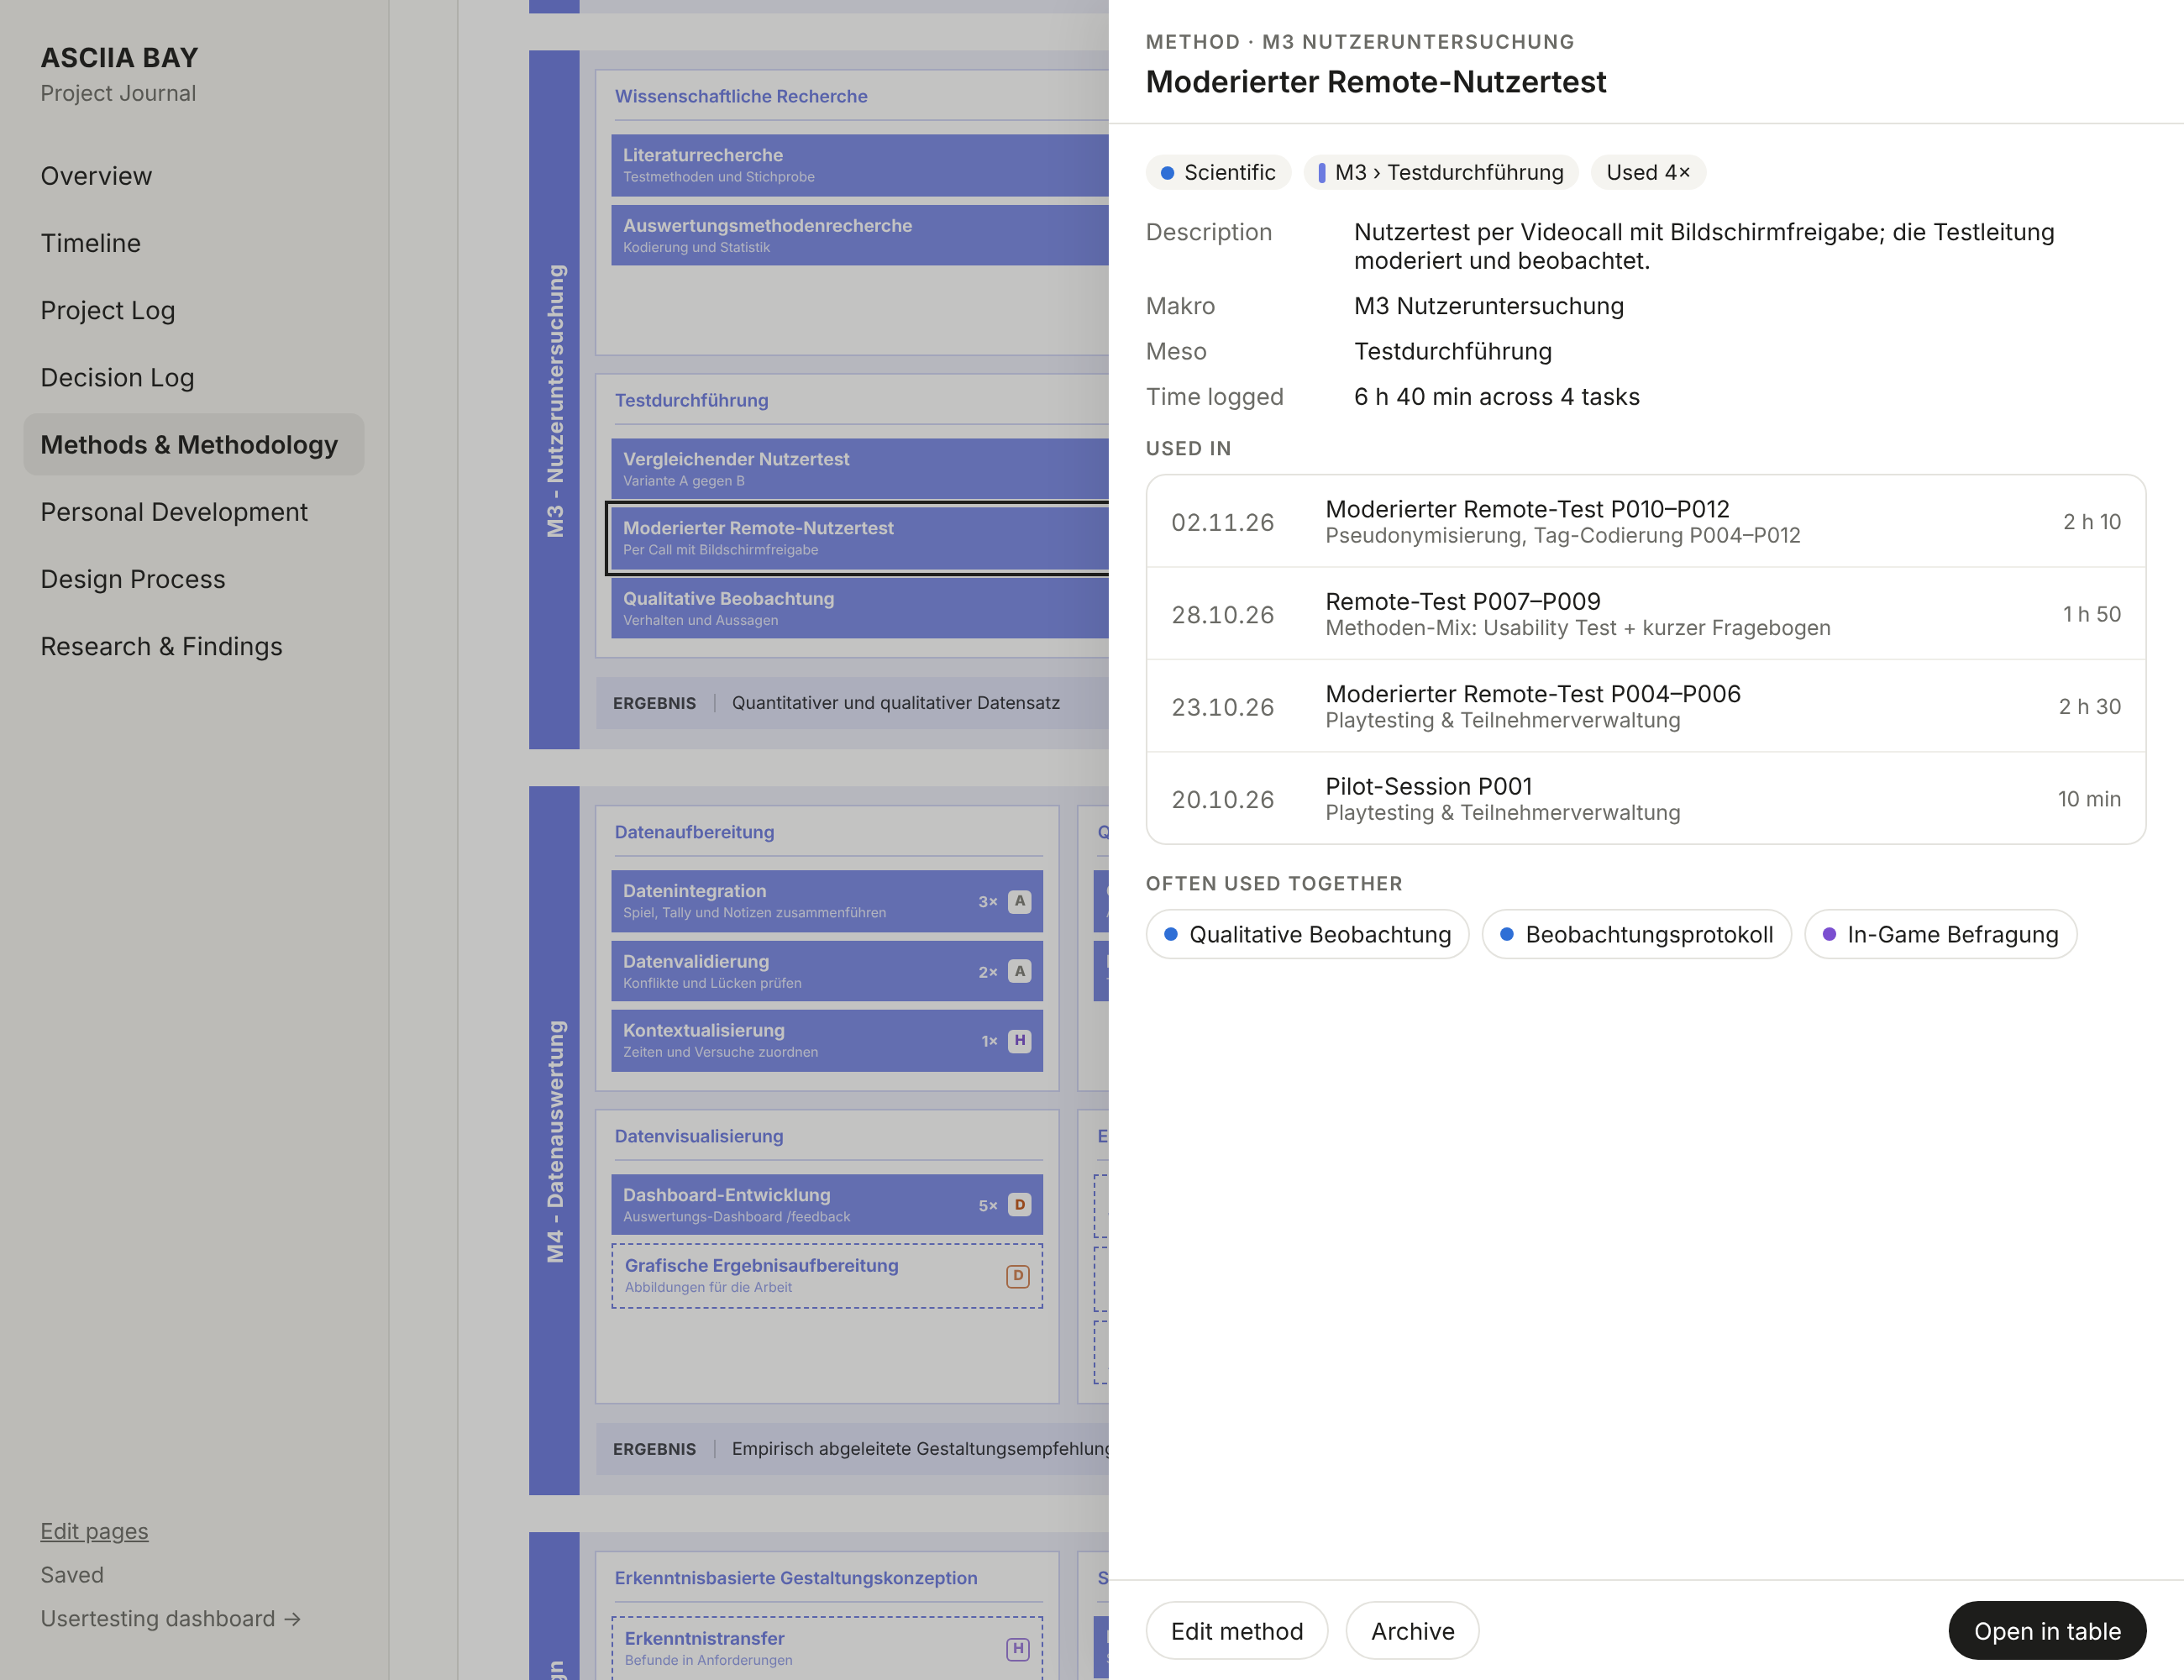 ASCIIA BAY
Project Journal
Overview
Timeline
Project Log
Decision Log
Methods & Methodology
Personal Development
Design Process
Research & Findings
Edit pages
Saved
Usertesting dashboard →
M3 - Nutzeruntersuchung
Wissenschaftliche Recherche
Literaturrecherche
Testmethoden und Stichprobe
Auswertungsmethodenrecherche
Kodierung und Statistik
Testdurchführung
Vergleichender Nutzertest
Variante A gegen B
Moderierter Remote-Nutzertest
Per Call mit Bildschirmfreigabe
Qualitative Beobachtung
Verhalten und Aussagen
ERGEBNIS | Quantitativer und qualitativer Datensatz
M4 - Datenauswertung
Datenaufbereitung
Datenintegration 3× A
Spiel, Tally und Notizen zusammenführen
Datenvalidierung 2× A
Konflikte und Lücken prüfen
Kontextualisierung 1× H
Zeiten und Versuche zuordnen
Datenvisualisierung
Dashboard-Entwicklung 5× D
Auswertungs-Dashboard /feedback
Grafische Ergebnisaufbereitung D
Abbildungen für die Arbeit
ERGEBNIS | Empirisch abgeleitete Gestaltungsempfehlung
Erkenntnisbasierte Gestaltungskonzeption
Erkenntnistransfer H
Befunde in Anforderungen
METHOD · M3 NUTZERUNTERSUCHUNG
Moderierter Remote-Nutzertest
Scientific
M3 › Testdurchführung
Used 4×
Description
Nutzertest per Videocall mit Bildschirmfreigabe; die Testleitung
moderiert und beobachtet.
Makro M3 Nutzeruntersuchung
Meso Testdurchführung
Time logged 6 h 40 min across 4 tasks
USED IN
02.11.26 Moderierter Remote-Test P010–P012 2 h 10
Pseudonymisierung, Tag-Codierung P004–P012
28.10.26 Remote-Test P007–P009 1 h 50
Methoden-Mix: Usability Test + kurzer Fragebogen
23.10.26 Moderierter Remote-Test P004–P006 2 h 30
Playtesting & Teilnehmerverwaltung
20.10.26 Pilot-Session P001 10 min
Playtesting & Teilnehmerverwaltung
OFTEN USED TOGETHER
Qualitative Beobachtung
Beobachtungsprotokoll
In-Game Befragung
Edit method
Archive
Open in table